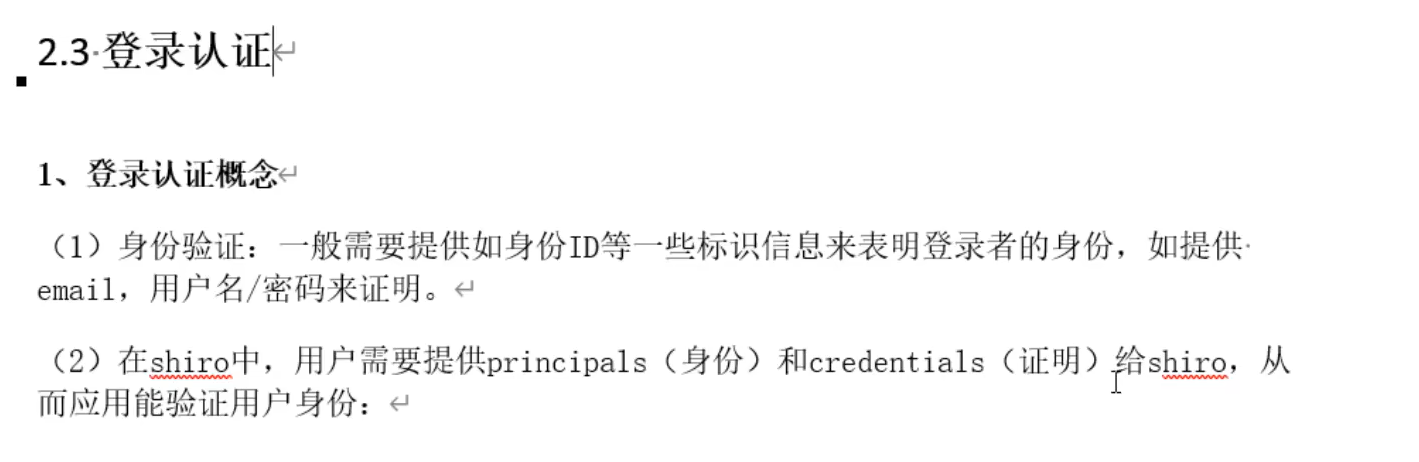 2.3 登录认证
1、登录认证概念
（1）身份验证：一般需要提供如身份ID等一些标识信息来表明登录者的身份，如提供
email，用户名/密码来证明。
（2）在shiro中，用户需要提供principals（身份）和credentials（证明）给shiro，从
而应用能验证用户身份：